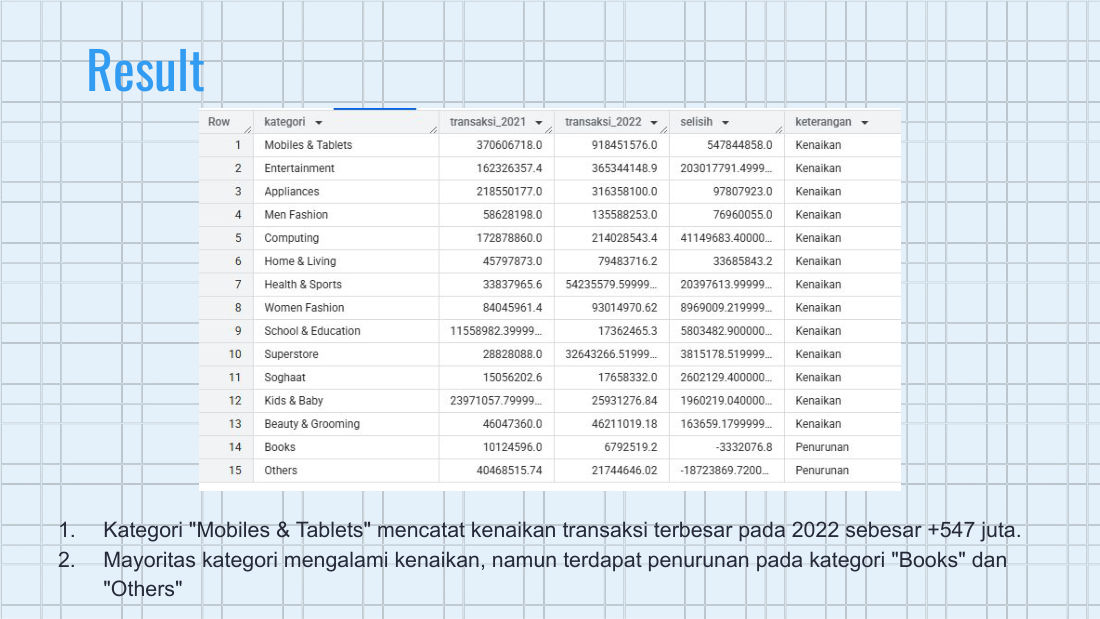 Result
Row kategori transaksi_2021 transaksi_2022 selisih keterangan
1 Mobiles & Tablets 370606718.0 918451576.0 547844858.0 Kenaikan
2 Entertainment 162326357.4 365344148.9 203017791.4999... Kenaikan
3 Appliances 218550177.0 316358100.0 97807923.0 Kenaikan
4 Men Fashion 58628198.0 135588253.0 76960055.0 Kenaikan
5 Computing 172878860.0 214028543.4 41149683.40000... Kenaikan
6 Home & Living 45797873.0 79483716.2 33685843.2 Kenaikan
7 Health & Sports 33837965.6 54235579.59999... 20397613.99999... Kenaikan
8 Women Fashion 84045961.4 93014970.62 8969009.219999... Kenaikan
9 School & Education 11558982.39999... 17362465.3 5803482.900000... Kenaikan
10 Superstore 28828088.0 32643266.51999... 3815178.519999... Kenaikan
11 Soghaat 15056202.6 17658332.0 2602129.400000... Kenaikan
12 Kids & Baby 23971057.79999... 25931276.84 1960219.040000... Kenaikan
13 Beauty & Grooming 46047360.0 46211019.18 163659.1799999... Kenaikan
14 Books 10124596.0 6792519.2 -3332076.8 Penurunan
15 Others 40468515.74 21744646.02 -18723869.7200... Penurunan
1. Kategori "Mobiles & Tablets" mencatat kenaikan transaksi terbesar pada 2022 sebesar +547 juta.
2. Mayoritas kategori mengalami kenaikan, namun terdapat penurunan pada kategori "Books" dan
"Others"